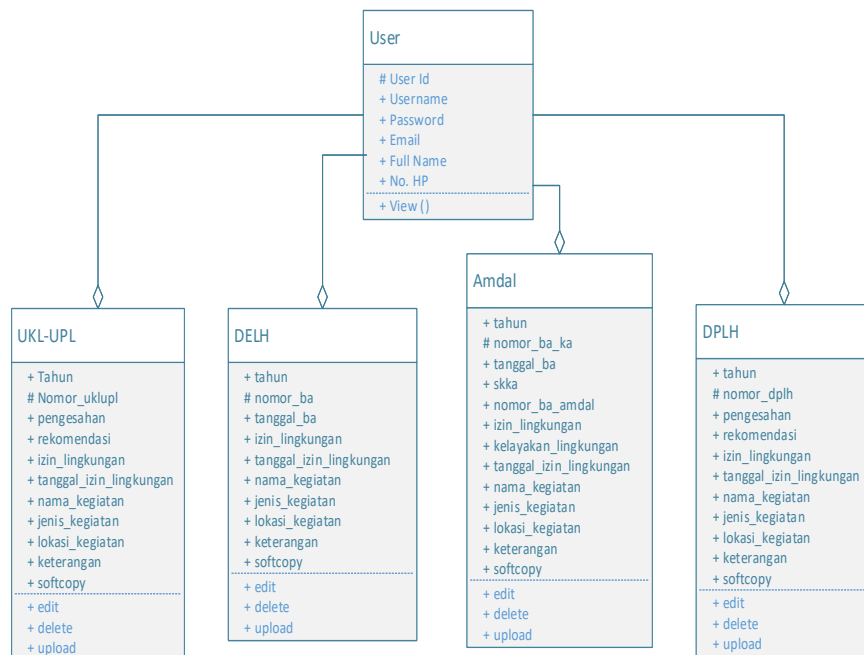 User
# User Id
+ Username
+ Password
+ Email
+ Full Name
+ No. HP
+ View ()
UKL-UPL
+ Tahun
# Nomor_uklupl
+ pengesahan
+ rekomendasi
+ izin_lingkungan
+ tanggal_izin_lingkungan
+ nama_kegiatan
+ jenis_kegiatan
+ lokasi_kegiatan
+ keterangan
+ softcopy
+ edit
+ delete
+ upload
DELH
+ tahun
# nomor_ba
+ tanggal_ba
+ izin_lingkungan
+ tanggal_izin_lingkungan
+ nama_kegiatan
+ jenis_kegiatan
+ lokasi_kegiatan
+ keterangan
+ softcopy
+ edit
+ delete
+ upload
Amdal
+ tahun
# nomor_ba_ka
+ tanggal_ba
+ skka
+ nomor_ba_amdal
+ izin_lingkungan
+ kelayakan_lingkungan
+ tanggal_izin_lingkungan
+ nama_kegiatan
+ jenis_kegiatan
+ lokasi_kegiatan
+ keterangan
+ softcopy
+ edit
+ delete
+ upload
DPLH
+ tahun
# nomor_dplh
+ pengesahan
+ rekomendasi
+ izin_lingkungan
+ tanggal_izin_lingkungan
+ nama_kegiatan
+ jenis_kegiatan
+ lokasi_kegiatan
+ keterangan
+ softcopy
+ edit
+ delete
+ upload